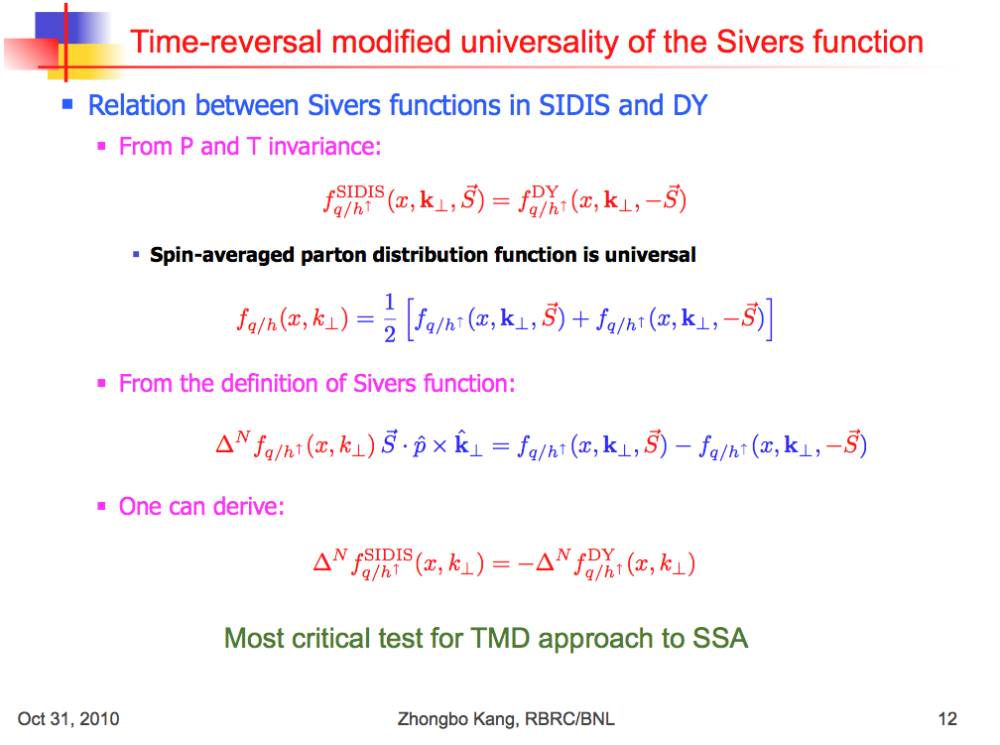 Time-reversal modified universality of the Sivers function
Relation between Sivers functions in SIDIS and DY
From P and T invariance:
$f^{\mathrm{SIDIS}}_{q/h^\uparrow}(x, \mathbf{k}_\perp, \vec{S}) = f^{\mathrm{DY}}_{q/h^\uparrow}(x, \mathbf{k}_\perp, -\vec{S})$
Spin-averaged parton distribution function is universal
$f_{q/h}(x, k_\perp) = \frac{1}{2}\left[f_{q/h^\uparrow}(x, \mathbf{k}_\perp, \vec{S}) + f_{q/h^\uparrow}(x, \mathbf{k}_\perp, -\vec{S})\right]$
From the definition of Sivers function:
$\Delta^N f_{q/h^\uparrow}(x, k_\perp)\, \vec{S} \cdot \hat{p} \times \hat{\mathbf{k}}_\perp = f_{q/h^\uparrow}(x, \mathbf{k}_\perp, \vec{S}) - f_{q/h^\uparrow}(x, \mathbf{k}_\perp, -\vec{S})$
One can derive:
$\Delta^N f^{\mathrm{SIDIS}}_{q/h^\uparrow}(x, k_\perp) = -\Delta^N f^{\mathrm{DY}}_{q/h^\uparrow}(x, k_\perp)$
Most critical test for TMD approach to SSA
Oct 31, 2010
Zhongbo Kang, RBRC/BNL
12